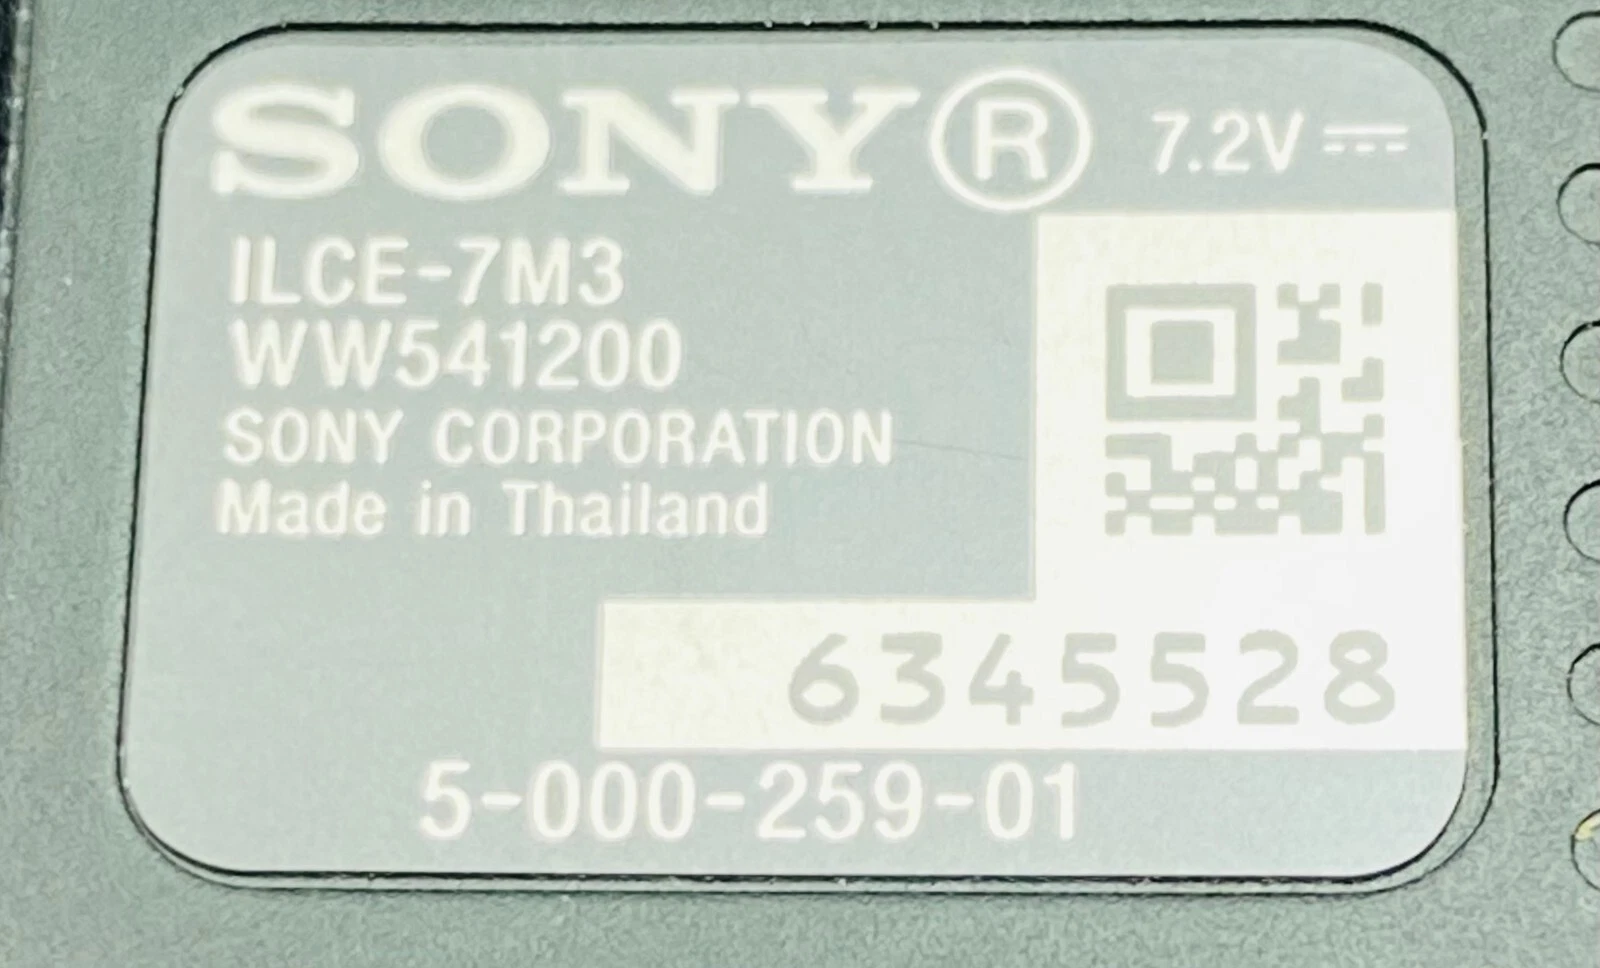 SONY® 7.2V ⎓
ILCE-7M3
WW541200
SONY CORPORATION
Made in Thailand
6345528
5-000-259-01